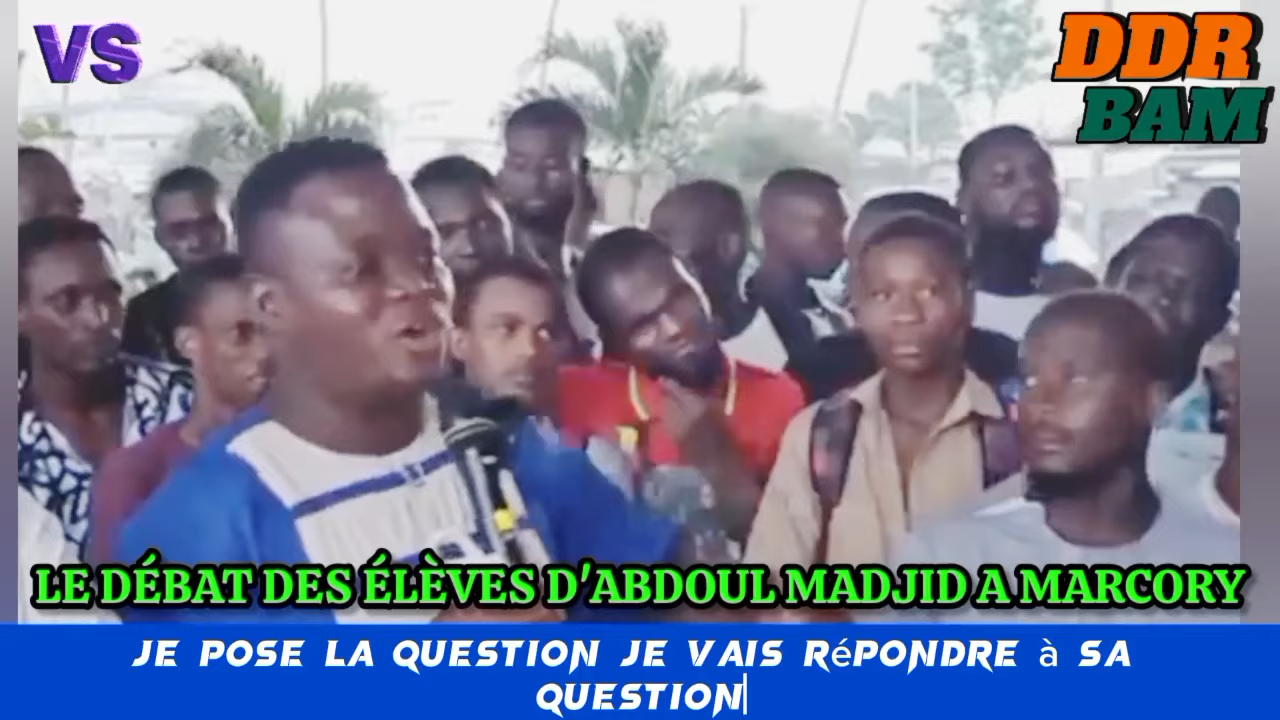 VS
DDR
BAM
LE DÉBAT DES ÉLÈVES D'ABDOUL MADJID A MARCORY
JE POSE LA QUESTION JE VAIS RéPONDRE à SA
QUESTION